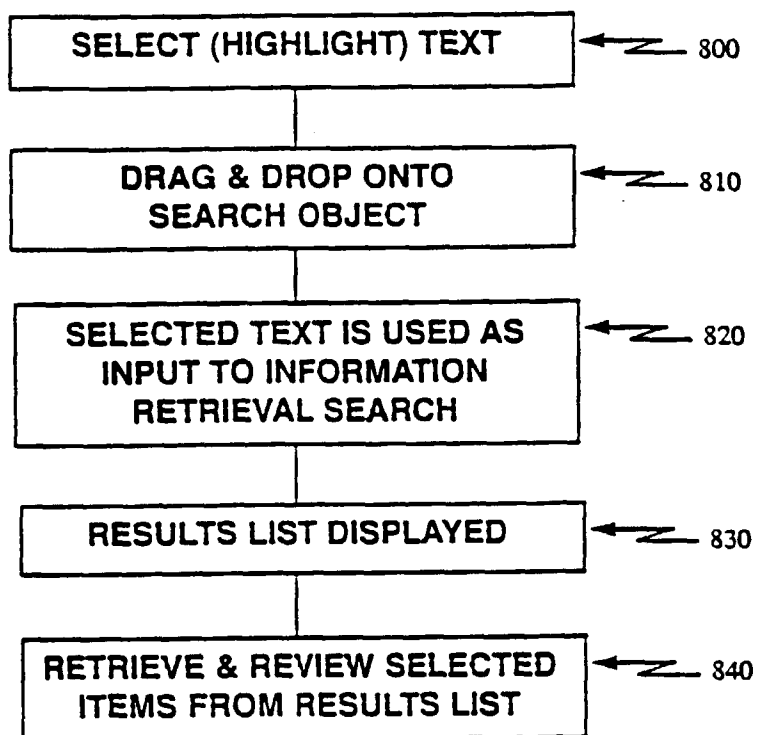 SELECT (HIGHLIGHT) TEXT
800
DRAG & DROP ONTO
SEARCH OBJECT
810
SELECTED TEXT IS USED AS
INPUT TO INFORMATION
RETRIEVAL SEARCH
820
RESULTS LIST DISPLAYED
830
RETRIEVE & REVIEW SELECTED
ITEMS FROM RESULTS LIST
840